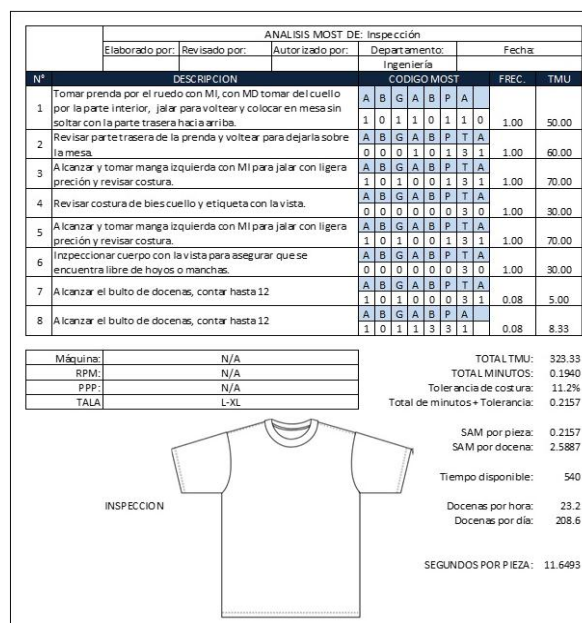 ANALISIS MOST DE: Inspección
Elaborado por: Revisado por: Autorizado por: Departamento: Fecha:
Ingeniería
Nº DESCRIPCION CODIGO MOST FREC. TMU
Tomar prenda por el ruedo con MI, con MD tomar del cuello A B G A B P A
1 por la parte interior, jalar para voltear y colocar en mesa sin
soltar con la parte trasera hacia arriba. 1 0 1 1 0 1 1 0 1.00 50.00
2 Revisar parte trasera de la prenda y voltear para dejarla sobre A B G A B P T A
la mesa. 0 0 0 1 0 1 3 1 1.00 60.00
3 Alcanzar y tomar manga izquierda con MI para jalar con ligera A B G A B P T A
preción y revisar costura. 1 0 1 0 0 1 3 1 1.00 70.00
4 Revisar costura de bies cuello y etiqueta con la vista. A B G A B P T A
0 0 0 0 0 0 3 0 1.00 30.00
5 Alcanzar y tomar manga izquierda con MI para jalar con ligera A B G A B P T A
preción y revisar costura. 1 0 1 0 0 1 3 1 1.00 70.00
6 Inzpeccionar cuerpo con la vista para asegurar que se A B G A B P T A
encuentra libre de hoyos o manchas. 0 0 0 0 0 0 3 0 1.00 30.00
7 Alcanzar el bulto de docenas, contar hasta 12 A B G A B P T A
1 0 1 0 0 0 3 1 0.08 5.00
8 Alcanzar el bulto de docenas, contar hasta 12 A B G A B P A
1 0 1 1 3 3 1 0.08 8.33
Máquina: N/A TOTAL TMU: 323.33
RPM: N/A TOTAL MINUTOS: 0.1940
PPP: N/A Tolerancia de costura: 11.2%
TALA L-XL Total de minutos + Tolerancia: 0.2157
SAM por pieza: 0.2157
SAM por docena: 2.5887
Tiempo disponible: 540
INSPECCION
Docenas por hora: 23.2
Docenas por día: 208.6
SEGUNDOS POR PIEZA: 11.6493